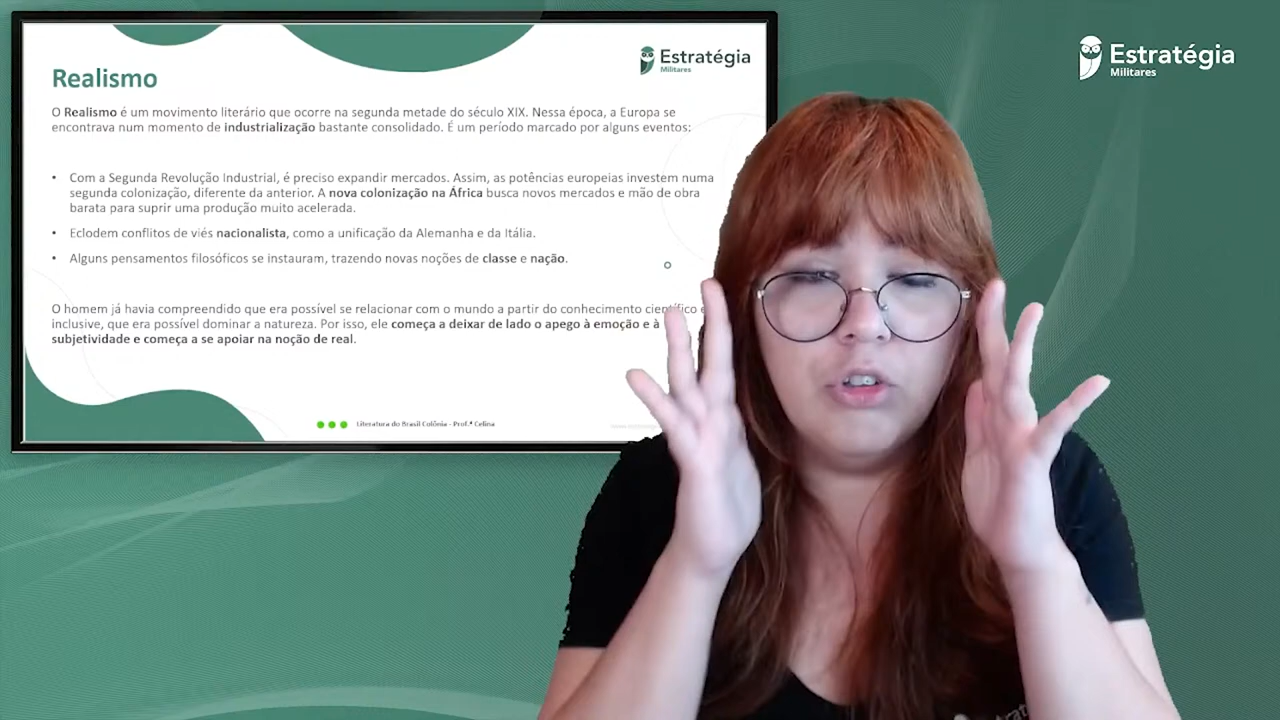 Estratégia
Militares
Estratégia
Militares
Realismo
O Realismo é um movimento literário que ocorre na segunda metade do século XIX. Nessa época, a Europa se
encontrava num momento de industrialização bastante consolidado. É um período marcado por alguns eventos:
• Com a Segunda Revolução Industrial, é preciso expandir mercados. Assim, as potências europeias investem numa
segunda colonização, diferente da anterior. A nova colonização na África busca novos mercados e mão de obra
barata para suprir uma produção muito acelerada.
• Eclodem conflitos de viés nacionalista, como a unificação da Alemanha e da Itália.
• Alguns pensamentos filosóficos se instauram, trazendo novas noções de classe e nação.
O homem já havia compreendido que era possível se relacionar com o mundo a partir do conhecimento científico e
inclusive, que era possível dominar a natureza. Por isso, ele começa a deixar de lado o apego à emoção e à
subjetividade e começa a se apoiar na noção de real.
Literatura do Brasil Colônia - Prof.ª Celina